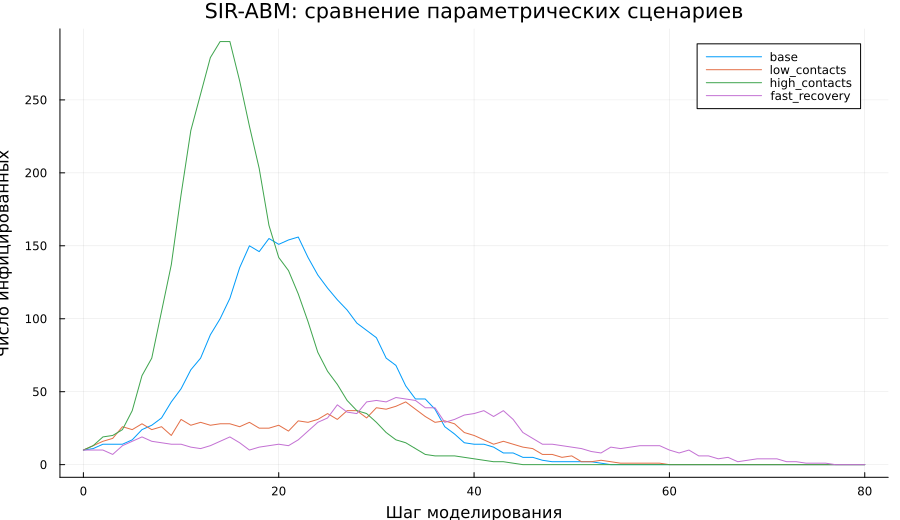 SIR-ABM: сравнение параметрических сценариев
base
low_contacts
high_contacts
fast_recovery
Число инфицированных
250
200
150
100
50
0
0 20 40 60 80
Шаг моделирования